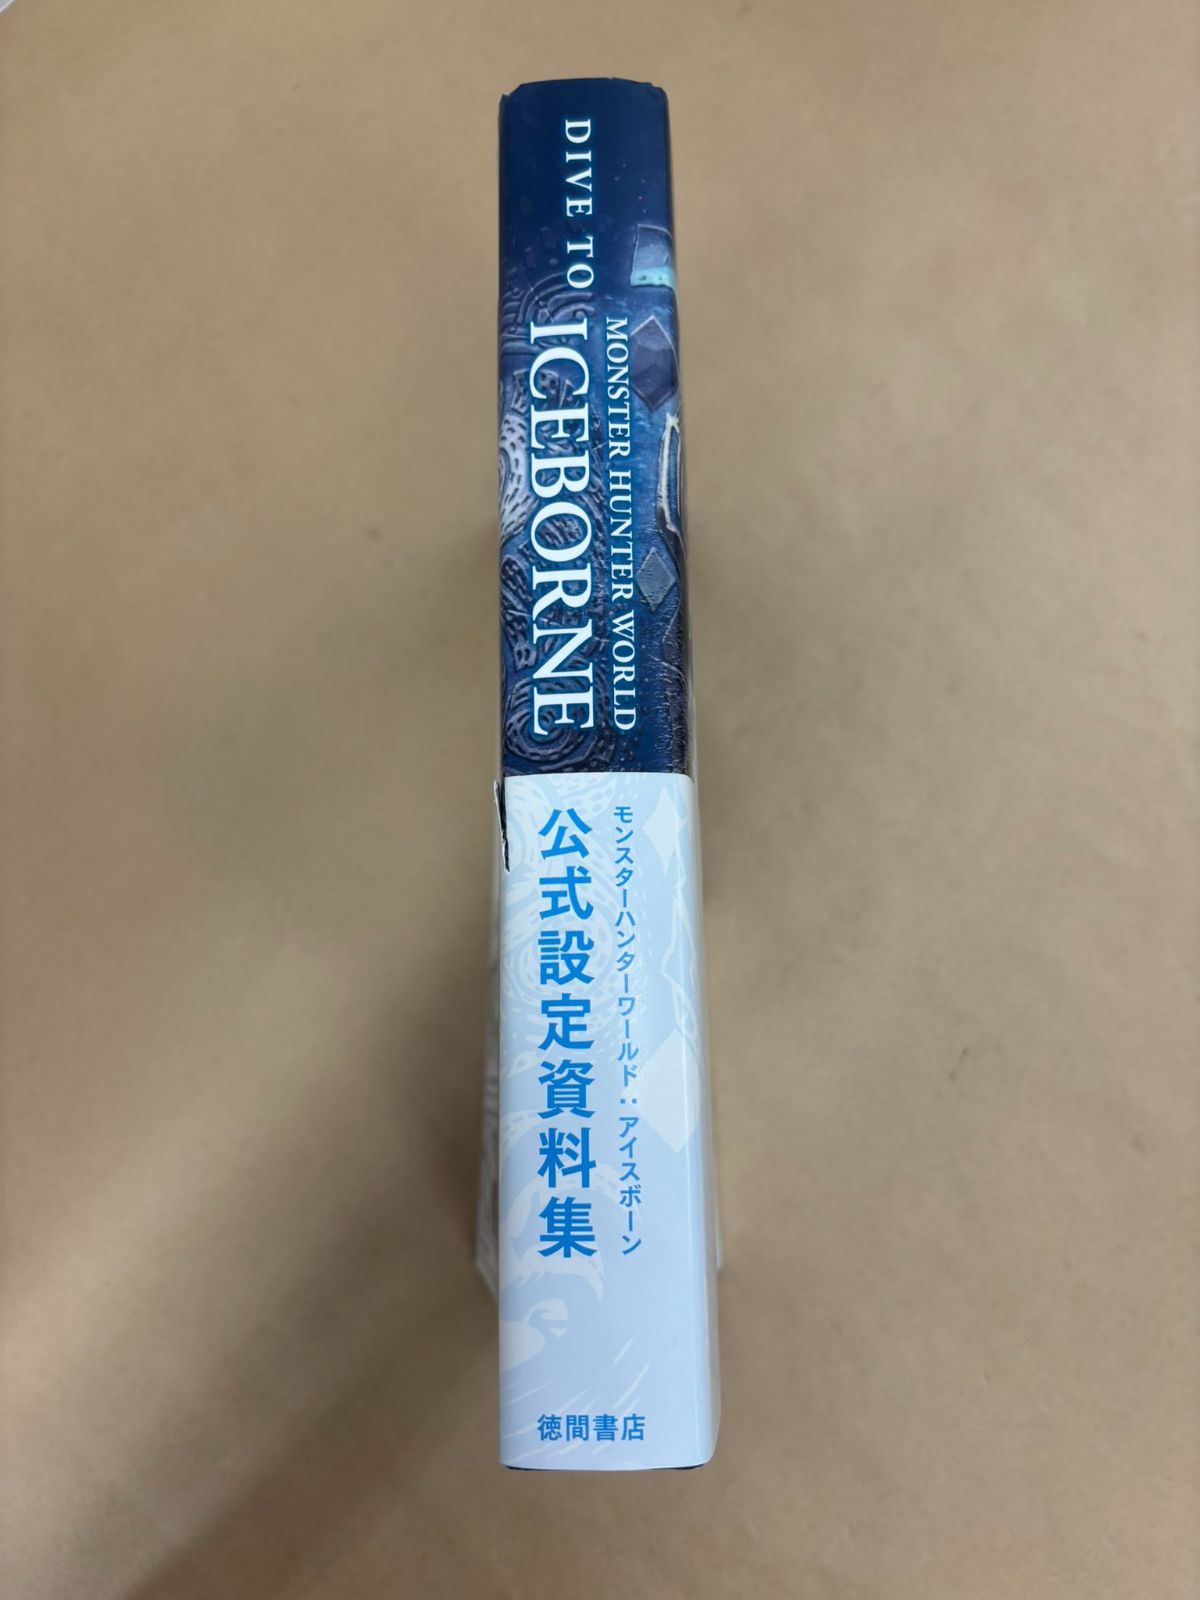 DIVE TO ICEBORNE
MONSTER HUNTER WORLD
モンスターハンターワールド:アイスボーン
公式設定資料集
徳間書店